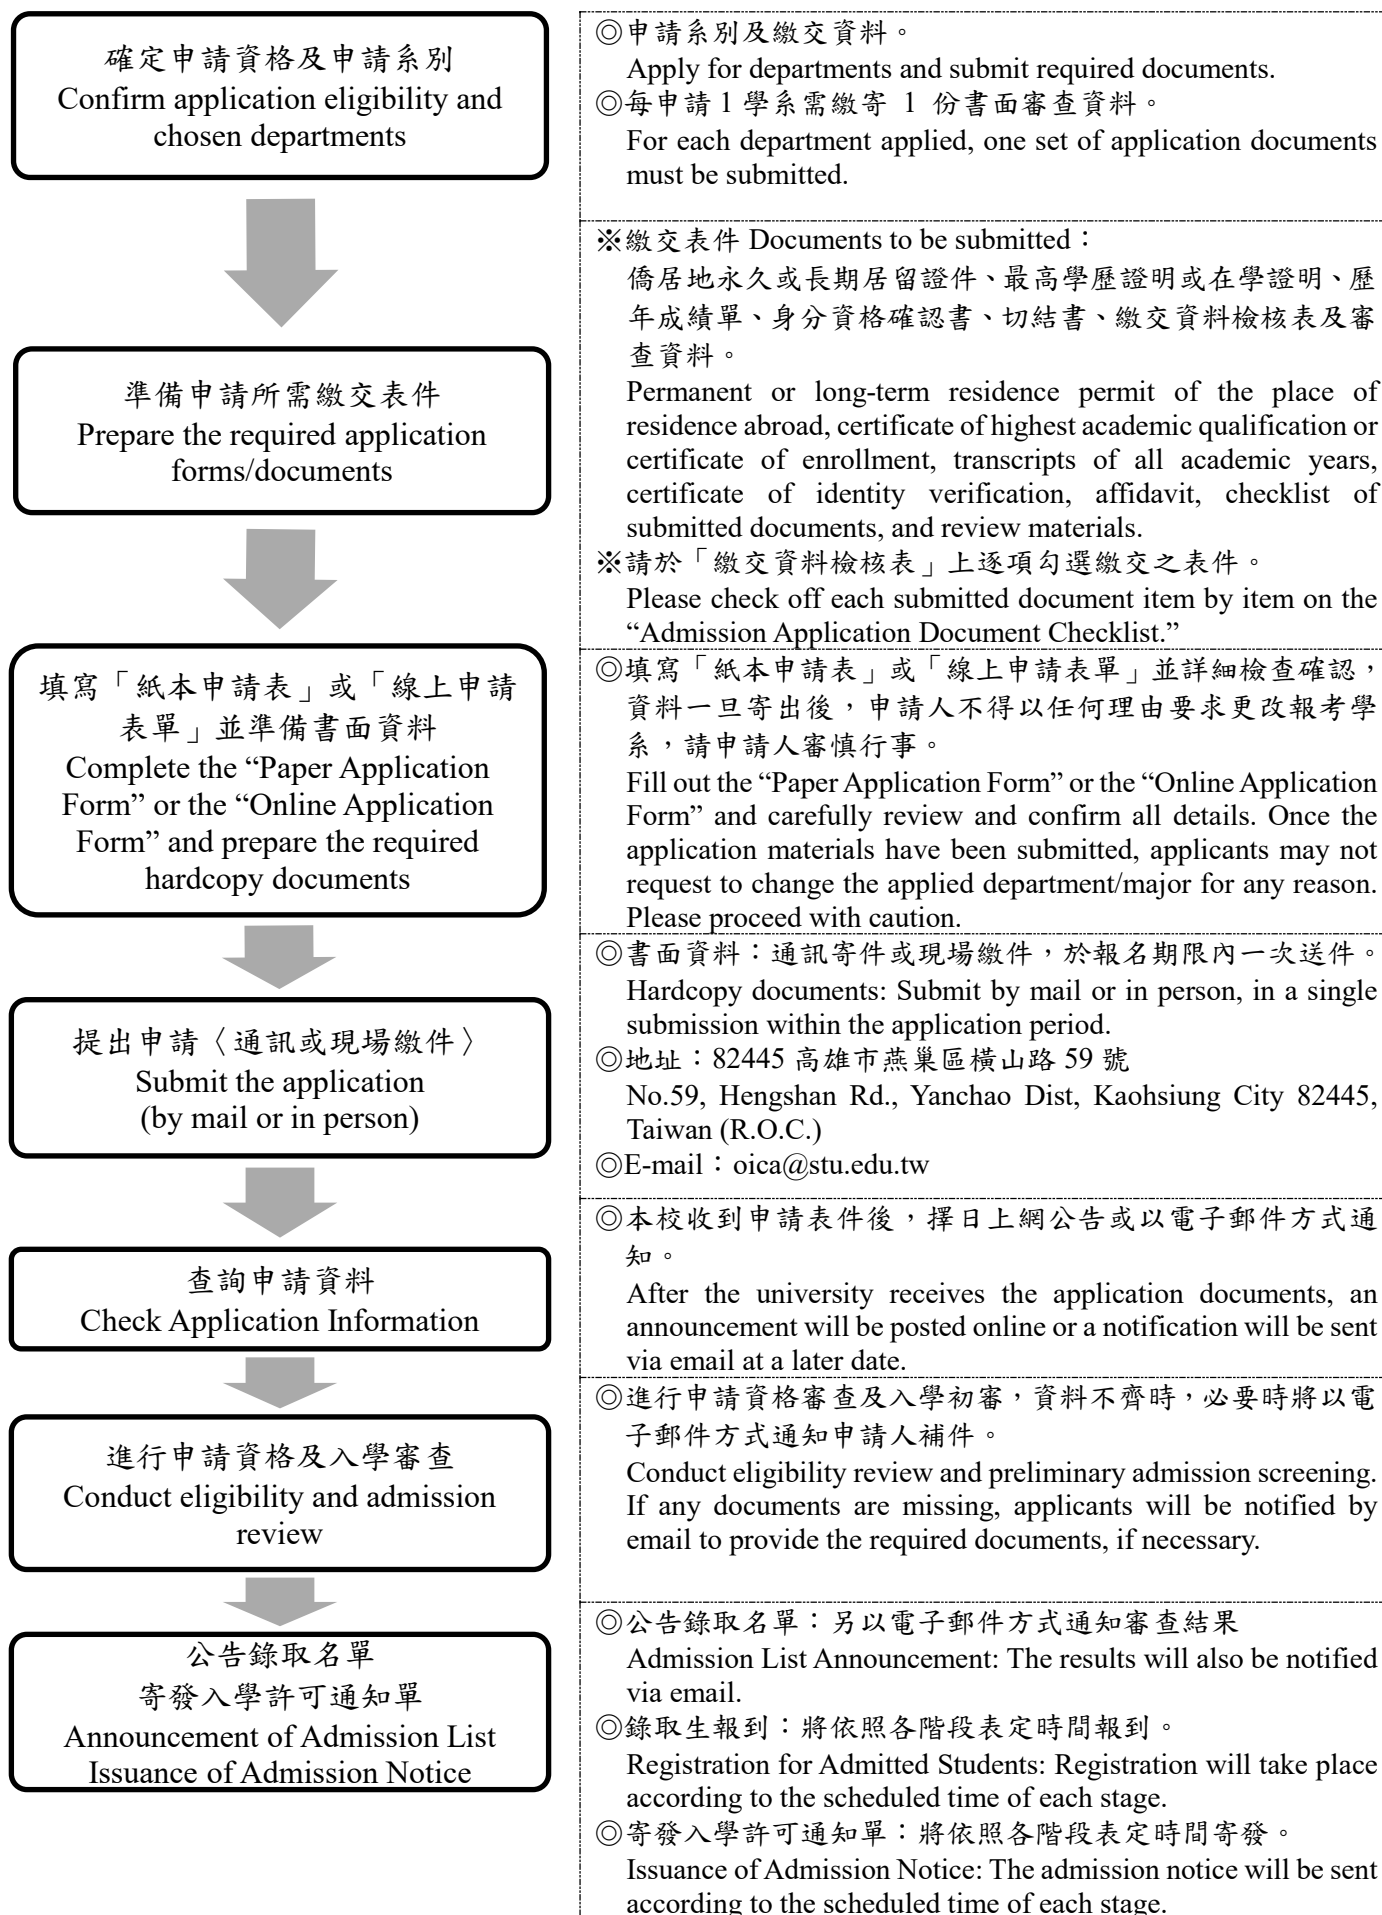 確定申請資格及申請系別
Confirm application eligibility and
chosen departments
◎申請系別及繳交資料。
Apply for departments and submit required documents.
◎每申請 1 學系需繳寄 1 份書面審查資料。
For each department applied, one set of application documents
must be submitted.
準備申請所需繳交表件
Prepare the required application
forms/documents
※繳交表件 Documents to be submitted：
僑居地永久或長期居留證件、最高學歷證明或在學證明、歷
年成績單、身分資格確認書、切結書、繳交資料檢核表及審
查資料。
Permanent or long-term residence permit of the place of
residence abroad, certificate of highest academic qualification or
certificate of enrollment, transcripts of all academic years,
certificate of identity verification, affidavit, checklist of
submitted documents, and review materials.
※請於「繳交資料檢核表」上逐項勾選繳交之表件。
Please check off each submitted document item by item on the
“Admission Application Document Checklist.”
填寫「紙本申請表」或「線上申請
表單」並準備書面資料
Complete the “Paper Application
Form” or the “Online Application
Form” and prepare the required
hardcopy documents
◎填寫「紙本申請表」或「線上申請表單」並詳細檢查確認，
資料一旦寄出後，申請人不得以任何理由要求更改報考學
系，請申請人審慎行事。
Fill out the “Paper Application Form” or the “Online Application
Form” and carefully review and confirm all details. Once the
application materials have been submitted, applicants may not
request to change the applied department/major for any reason.
Please proceed with caution.
提出申請〈通訊或現場繳件〉
Submit the application
(by mail or in person)
◎書面資料：通訊寄件或現場繳件，於報名期限內一次送件。
Hardcopy documents: Submit by mail or in person, in a single
submission within the application period.
◎地址：82445 高雄市燕巢區橫山路 59 號
No.59, Hengshan Rd., Yanchao Dist, Kaohsiung City 82445,
Taiwan (R.O.C.)
◎E-mail：oica@stu.edu.tw
查詢申請資料
Check Application Information
◎本校收到申請表件後，擇日上網公告或以電子郵件方式通
知。
After the university receives the application documents, an
announcement will be posted online or a notification will be sent
via email at a later date.
進行申請資格及入學審查
Conduct eligibility and admission
review
◎進行申請資格審查及入學初審，資料不齊時，必要時將以電
子郵件方式通知申請人補件。
Conduct eligibility review and preliminary admission screening.
If any documents are missing, applicants will be notified by
email to provide the required documents, if necessary.
公告錄取名單
寄發入學許可通知單
Announcement of Admission List
Issuance of Admission Notice
◎公告錄取名單：另以電子郵件方式通知審查結果
Admission List Announcement: The results will also be notified
via email.
◎錄取生報到：將依照各階段表定時間報到。
Registration for Admitted Students: Registration will take place
according to the scheduled time of each stage.
◎寄發入學許可通知單：將依照各階段表定時間寄發。
Issuance of Admission Notice: The admission notice will be sent
according to the scheduled time of each stage.